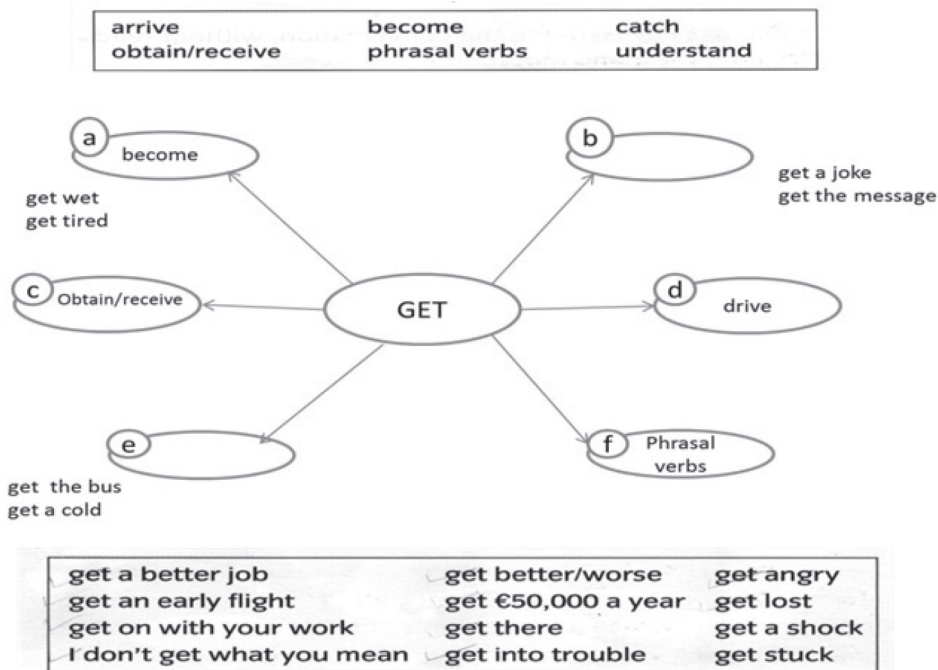 arrive become catch
obtain/receive phrasal verbs understand
a
become
b
get a joke
get the message
get wet
get tired
c
Obtain/receive
GET
d
drive
e
get the bus
get a cold
f
Phrasal
verbs
get a better job get better/worse get angry
get an early flight get €50,000 a year get lost
get on with your work get there get a shock
I don't get what you mean get into trouble get stuck